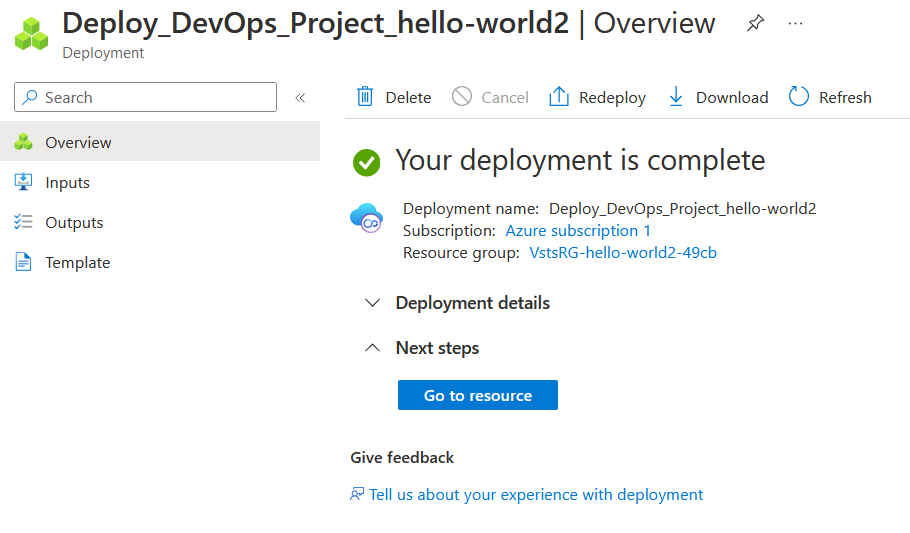 Deploy_DevOps_Project_hello-world2 | Overview
Deployment
Search
Delete
Cancel
Redeploy
Download
Refresh
Overview
Inputs
Outputs
Template
Your deployment is complete
Deployment name: Deploy_DevOps_Project_hello-world2
Subscription: Azure subscription 1
Resource group: VstsRG-hello-world2-49cb
Deployment details
Next steps
Go to resource
Give feedback
Tell us about your experience with deployment